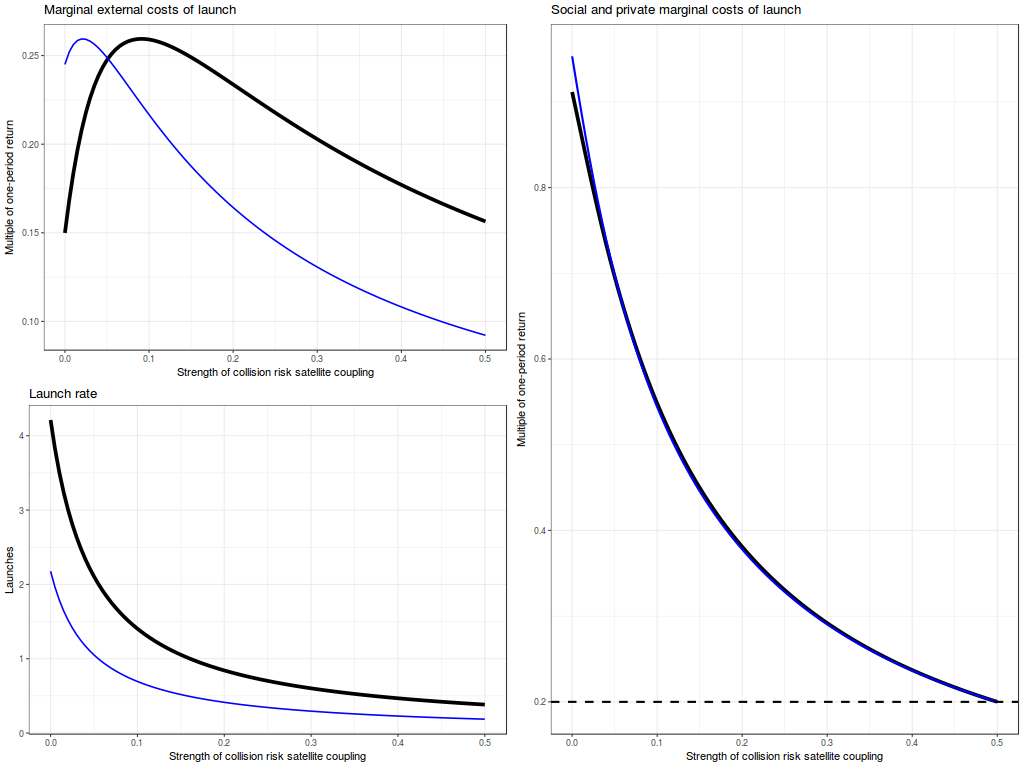 Marginal external costs of launch
Multiple of one-period return
0.25
0.20
0.15
0.10
0.0 0.1 0.2 0.3 0.4 0.5
Strength of collision risk satellite coupling
Launch rate
Launches
4
3
2
1
0
0.0 0.1 0.2 0.3 0.4 0.5
Strength of collision risk satellite coupling
Social and private marginal costs of launch
Multiple of one-period return
0.8
0.6
0.4
0.2
0.0 0.1 0.2 0.3 0.4 0.5
Strength of collision risk satellite coupling